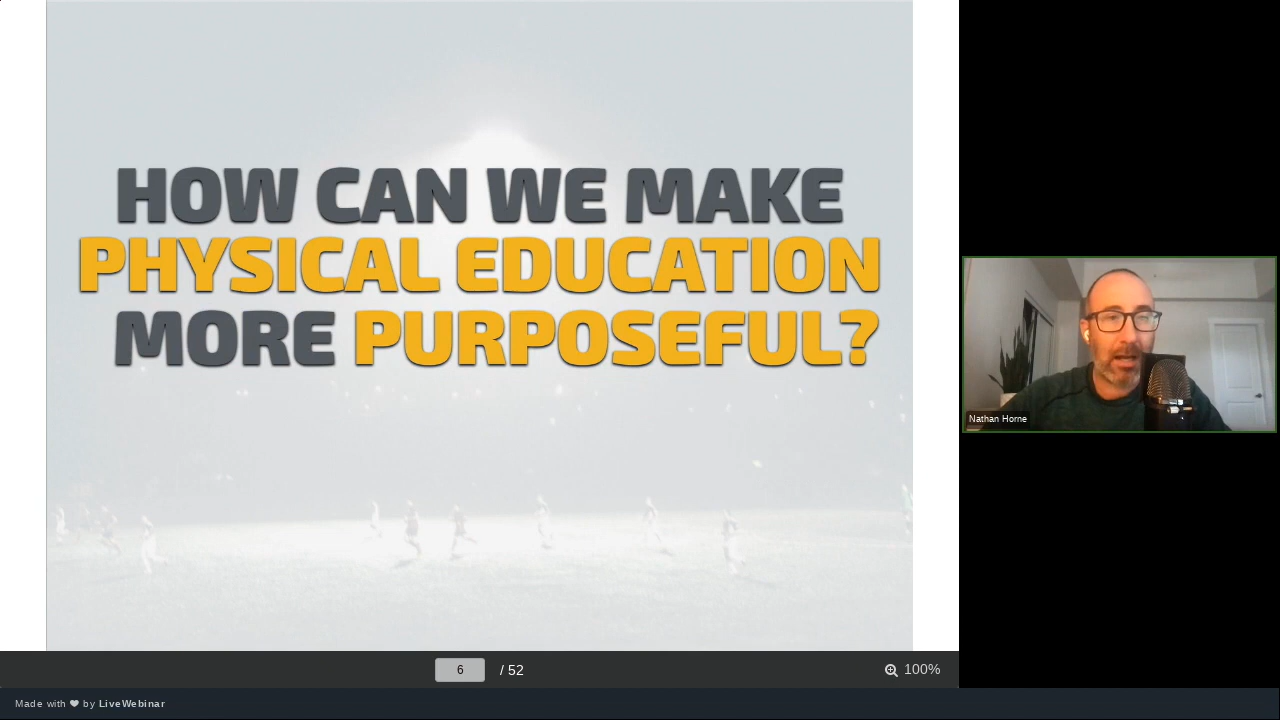 HOW CAN WE MAKE
PHYSICAL EDUCATION
MORE PURPOSEFUL?
Nathan Horne
6 / 52
100%
Made with ♥ by LiveWebinar